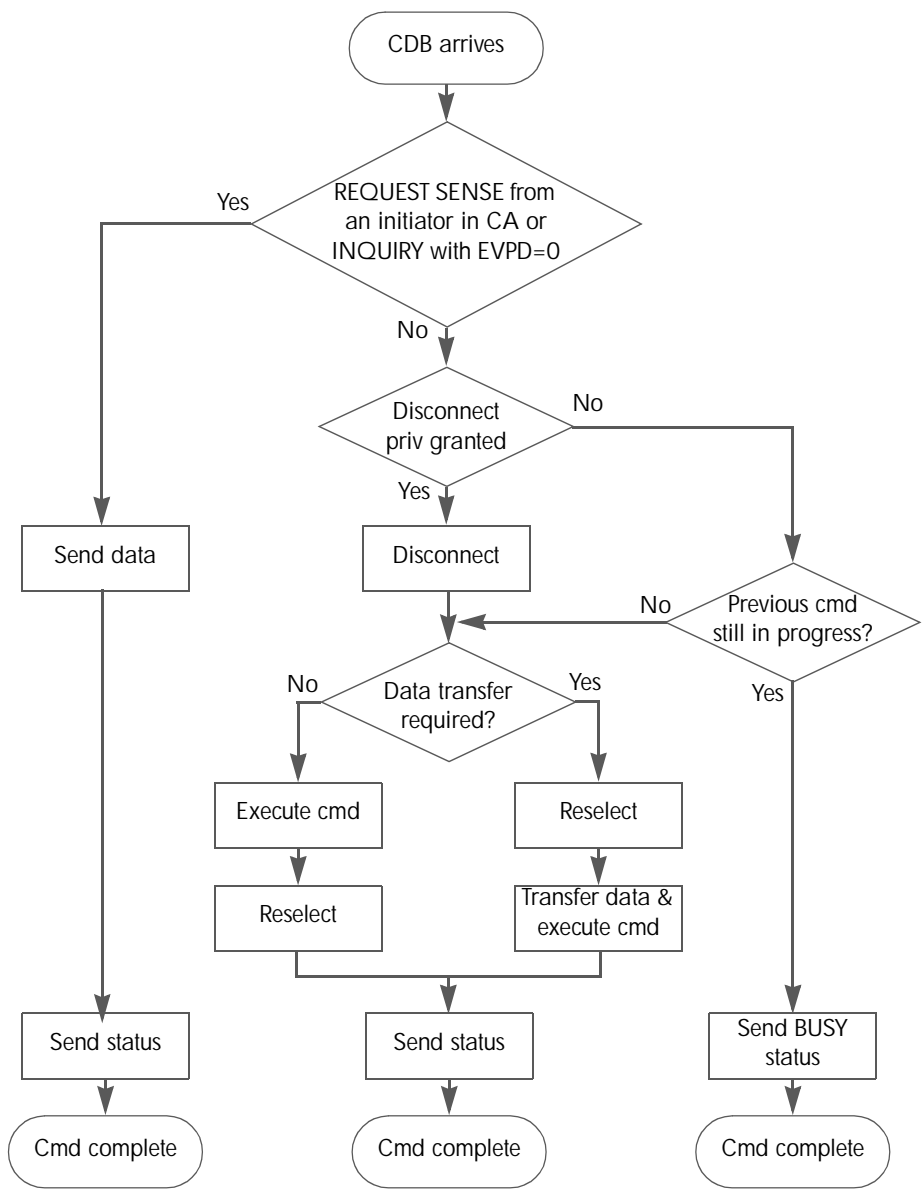 CDB arrives
Yes
REQUEST SENSE from
an initiator in CA or
INQUIRY with EVPD=0
No
Disconnect
priv granted
No
Yes
Send data
Disconnect
No
Previous cmd
still in progress?
No
Data transfer
required?
Yes
Yes
Execute cmd
Reselect
Reselect
Transfer data &
execute cmd
Send status
Send status
Send BUSY
status
Cmd complete
Cmd complete
Cmd complete